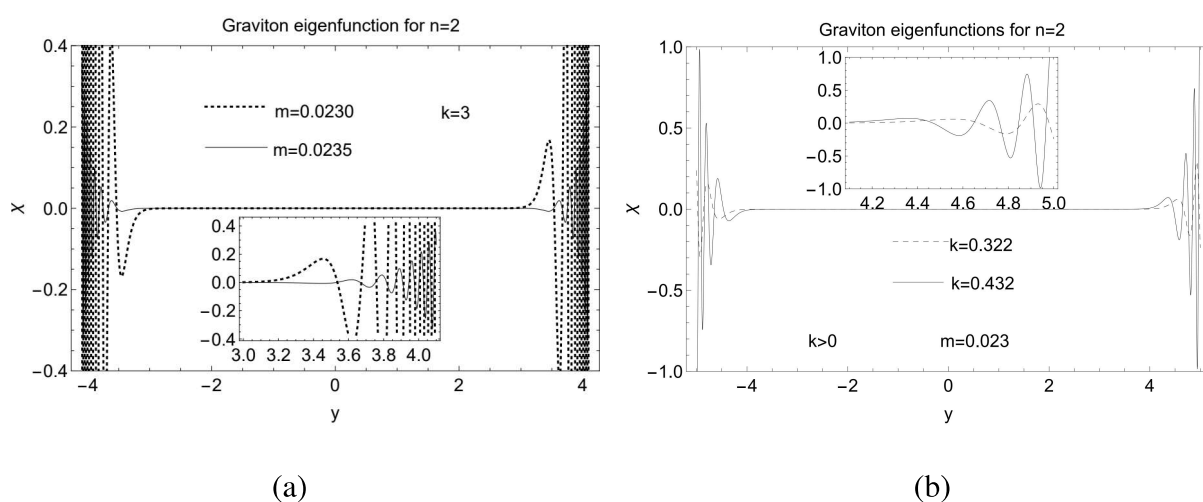 Graviton eigenfunction for n=2
0.4
0.2
0.0
−0.2
−0.4
χ
m=0.0230
m=0.0235
k=3
0.4
0.2
0.0
−0.2
−0.4
3.0 3.2 3.4 3.6 3.8 4.0
−4 −2 0 2 4
y
(a)
Graviton eigenfunctions for n=2
1.0
0.5
0.0
−0.5
−1.0
χ
1.0
0.5
0.0
−0.5
−1.0
4.2 4.4 4.6 4.8 5.0
k=0.322
k=0.432
k>0 m=0.023
−4 −2 0 2 4
y
(b)